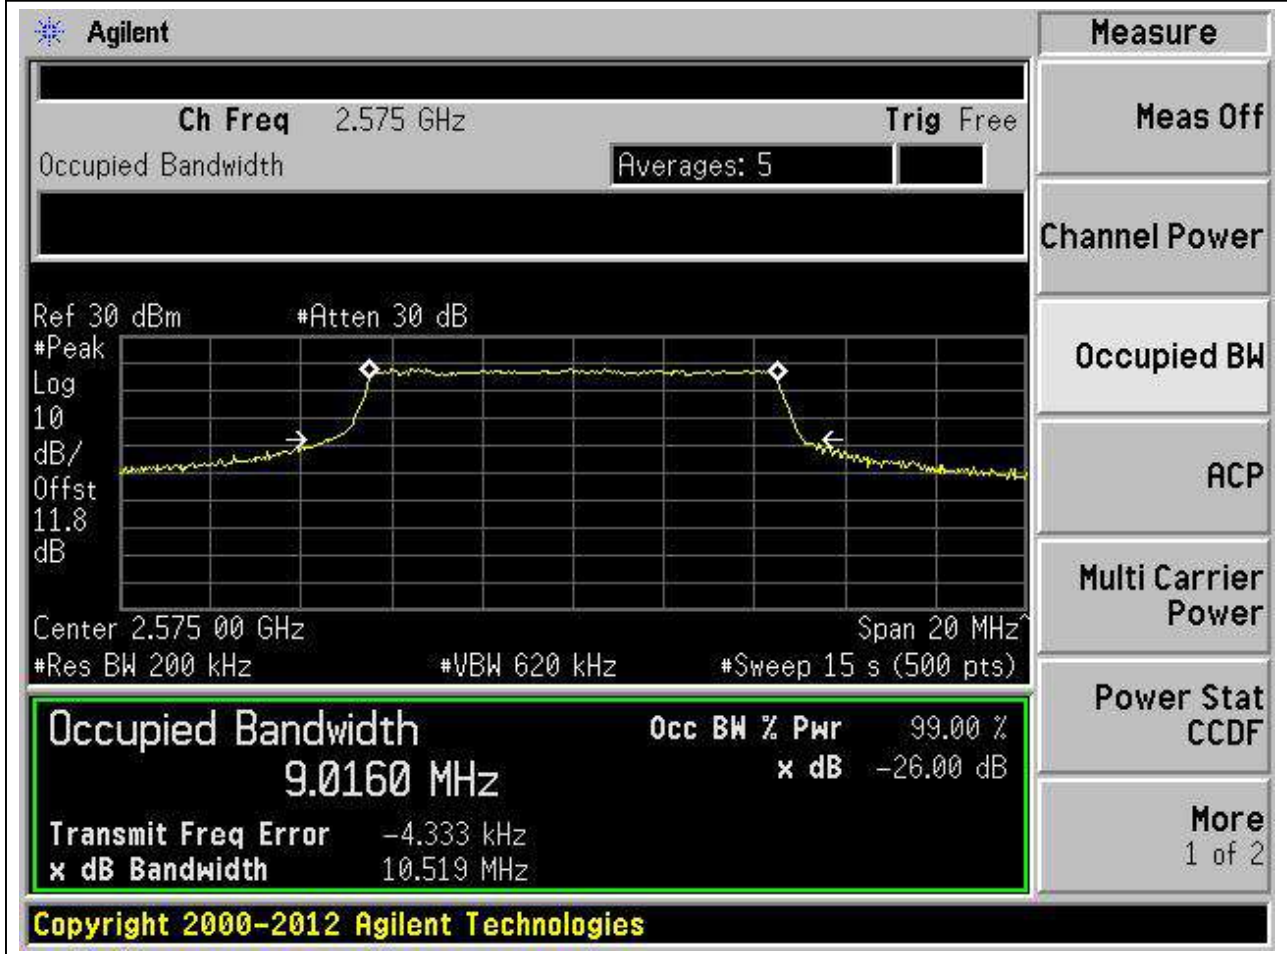 Agilent
Measure
Ch Freq 2.575 GHz Trig Free
Occupied Bandwidth Averages: 5
Meas Off
Channel Power
Occupied BW
ACP
Multi Carrier
Power
Power Stat
CCDF
More
1 of 2
Ref 30 dBm #Atten 30 dB
#Peak
Log
10
dB/
Offst
11.8
dB
Center 2.575 00 GHz Span 20 MHz^
#Res BW 200 kHz #VBW 620 kHz #Sweep 15 s (500 pts)
Occupied Bandwidth
9.0160 MHz
Occ BW % Pwr 99.00 %
x dB -26.00 dB
Transmit Freq Error -4.333 kHz
x dB Bandwidth 10.519 MHz
Copyright 2000-2012 Agilent Technologies